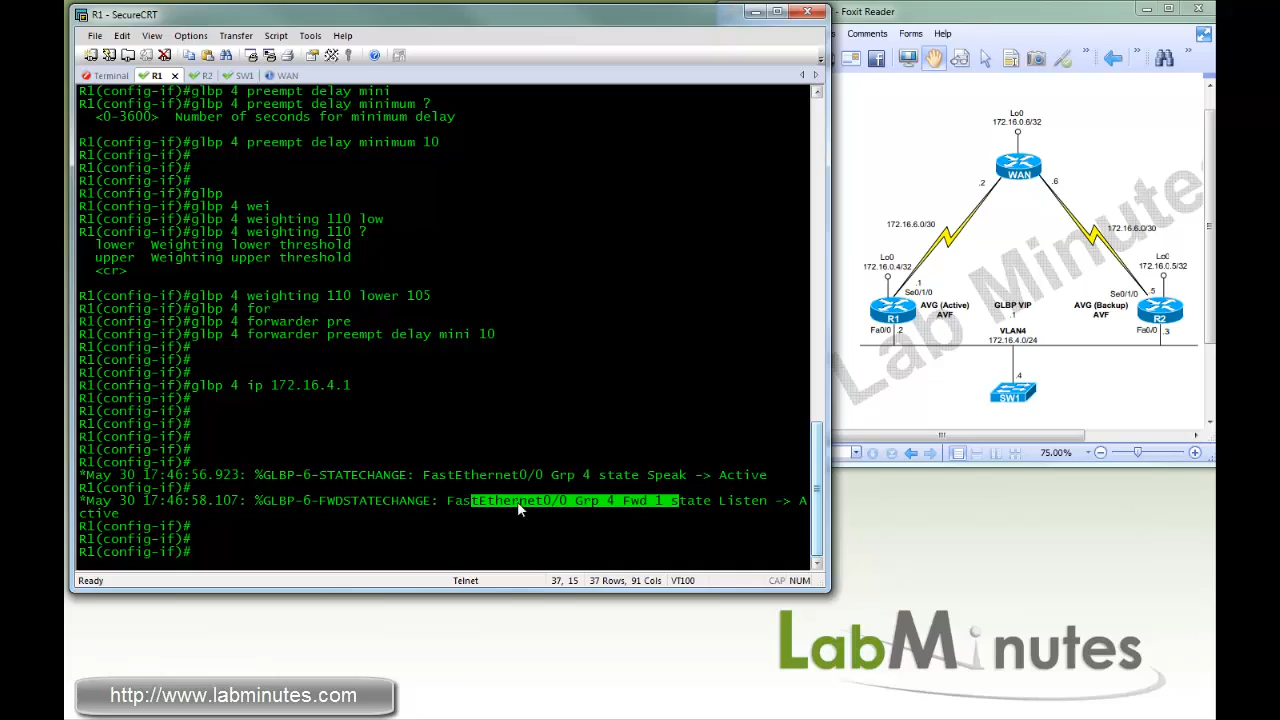 R1 - SecureCRT
File Edit View Options Transfer Script Tools Help
Terminal R1 R2 SW1 WAN
R1(config-if)#glbp 4 preempt delay mini
R1(config-if)#glbp 4 preempt delay minimum ?
<0-3600> Number of seconds for minimum delay
R1(config-if)#glbp 4 preempt delay minimum 10
R1(config-if)#
R1(config-if)#
R1(config-if)#
R1(config-if)#glbp
R1(config-if)#glbp 4 wei
R1(config-if)#glbp 4 weighting 110 low
R1(config-if)#glbp 4 weighting 110 ?
lower Weighting lower threshold
upper Weighting upper threshold
<cr>
R1(config-if)#glbp 4 weighting 110 lower 105
R1(config-if)#glbp 4 for
R1(config-if)#glbp 4 forwarder pre
R1(config-if)#glbp 4 forwarder preempt delay mini 10
R1(config-if)#
R1(config-if)#
R1(config-if)#
R1(config-if)#glbp 4 ip 172.16.4.1
R1(config-if)#
R1(config-if)#
R1(config-if)#
R1(config-if)#
R1(config-if)#
R1(config-if)#
*May 30 17:46:56.923: %GLBP-6-STATECHANGE: FastEthernet0/0 Grp 4 state Speak -> Active
R1(config-if)#
*May 30 17:46:58.107: %GLBP-6-FWDSTATECHANGE: FastEthernet0/0 Grp 4 Fwd 1 state Listen -> A
ctive
R1(config-if)#
R1(config-if)#
R1(config-if)#
Ready Telnet 37, 15 37 Rows, 91 Cols VT100 CAP NUM
Foxit Reader
Comments Forms Help
Lo0
172.16.0.6/32
WAN
.2 .6
172.16.6.0/30
172.16.6.0/30
Lo0
172.16.0.4/32
Lo0
172.16.0.5/32
.1
Se0/1/0
Se0/1/0 .5
R1
AVG (Active)
AVF
GLBP VIP
.1
AVG (Backup)
AVF
R2
Fa0/0 .2
VLAN4
172.16.4.0/24
Fa0/0 .3
.4
SW1
Lab Minutes
75.00%
LabMinutes
http://www.labminutes.com